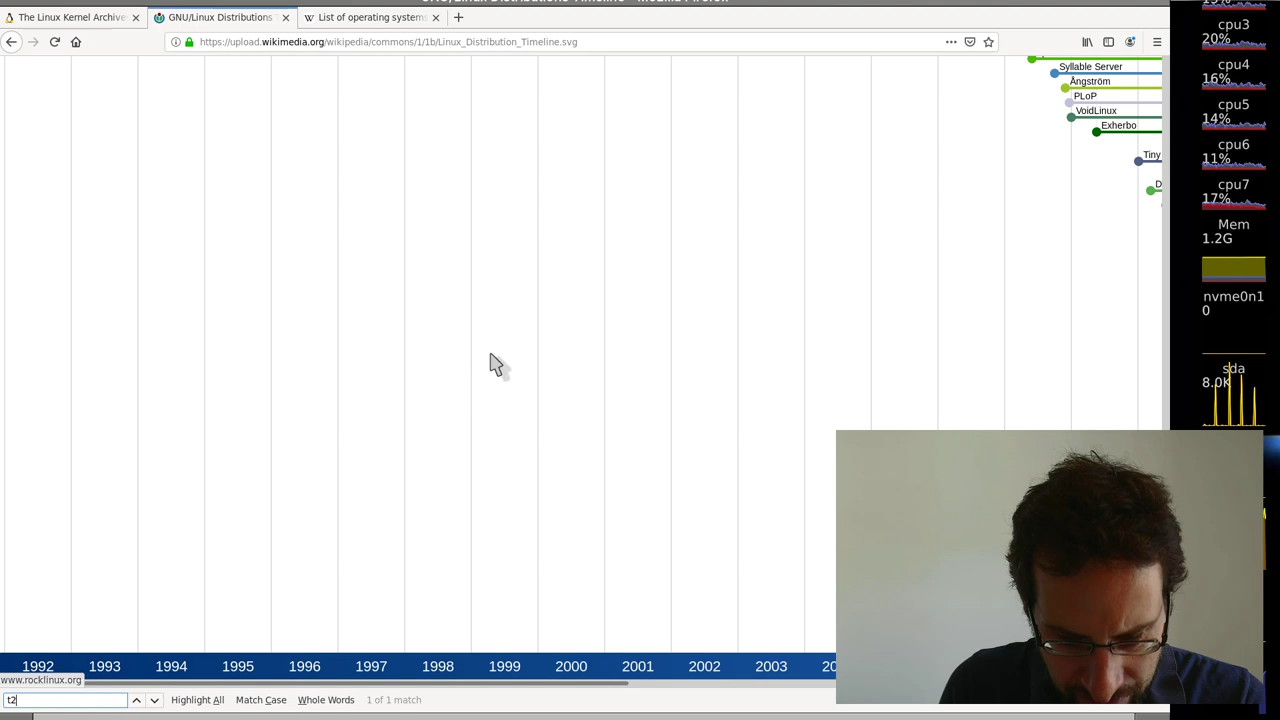 The Linux Kernel Archive
GNU/Linux Distributions
List of operating systems
https://upload.wikimedia.org/wikipedia/commons/1/1b/Linux_Distribution_Timeline.svg
Syllable Server
Ångström
PLoP
VoidLinux
Exherbo
Tiny
D
1992 1993 1994 1995 1996 1997 1998 1999 2000 2001 2002 2003 20
www.rocklinux.org
t2
Highlight All Match Case Whole Words 1 of 1 match
cpu3
20%
cpu4
16%
cpu5
14%
cpu6
11%
cpu7
17%
Mem
1.2G
nvme0n1
0
sda
8.0K